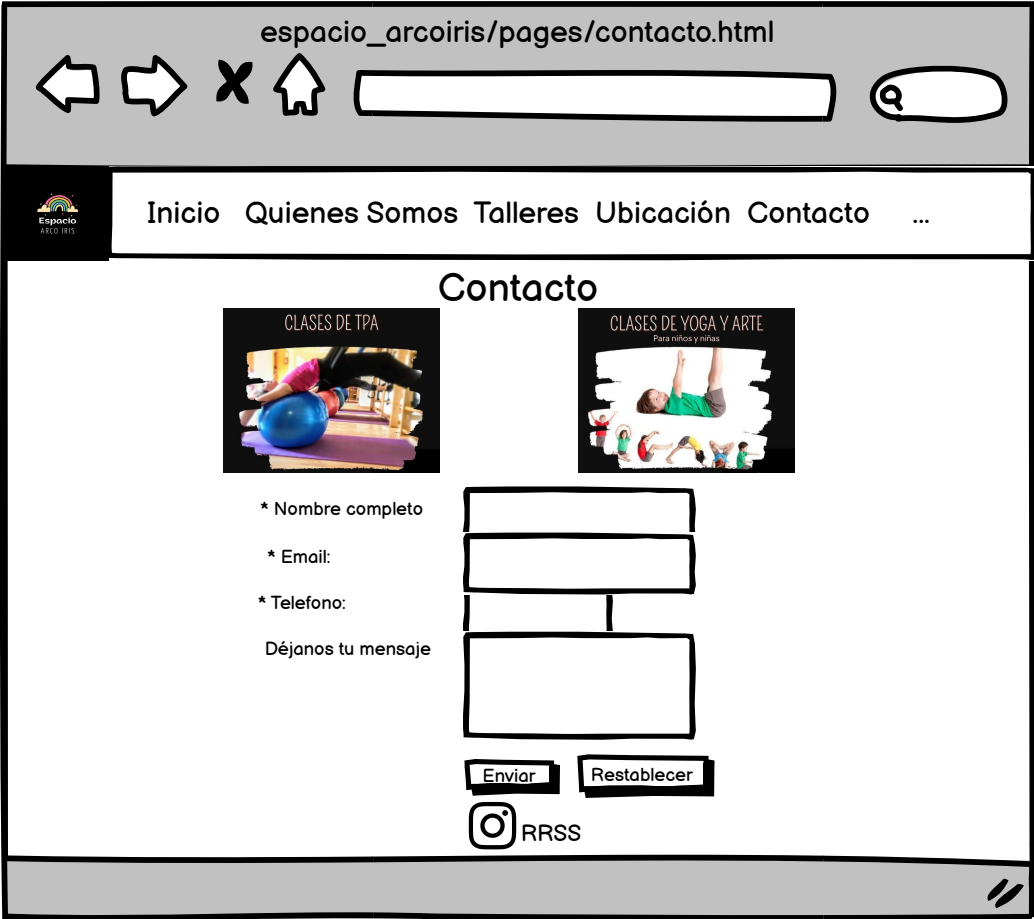 espacio_arcoiris/pages/contacto.html
Espacio
ARCO IRIS
Inicio Quienes Somos Talleres Ubicación Contacto ...
Contacto
CLASES DE TPA
CLASES DE YOGA Y ARTE
Para niños y niñas
* Nombre completo
* Email:
* Telefono:
Déjanos tu mensaje
Enviar Restablecer
RRSS